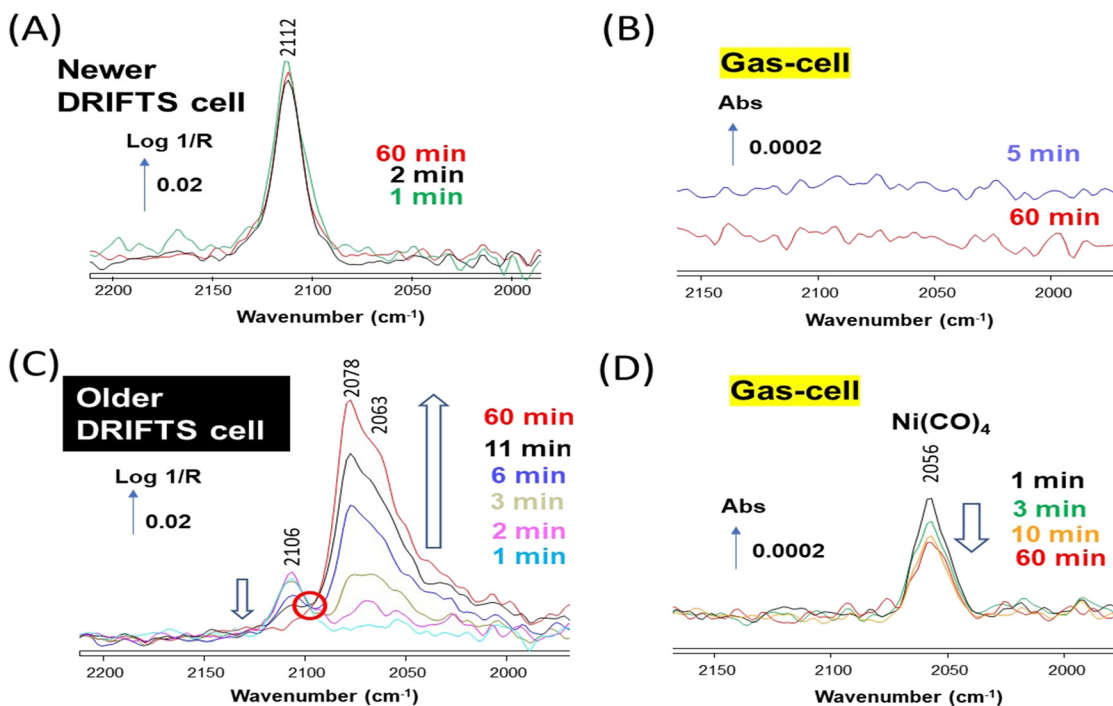 (A)
2112
Newer
DRIFTS cell
Log 1/R
0.02
60 min
2 min
1 min
2200
2150
2100
2050
2000
Wavenumber (cm-1)
(B)
Gas-cell
Abs
0.0002
5 min
60 min
2150
2100
2050
2000
Wavenumber (cm-1)
(C)
Older
DRIFTS cell
Log 1/R
0.02
2106
2078
2063
60 min
11 min
6 min
3 min
2 min
1 min
2200
2150
2100
2050
2000
Wavenumber (cm-1)
(D)
Gas-cell
Ni(CO)4
2056
Abs
0.0002
1 min
3 min
10 min
60 min
2150
2100
2050
2000
Wavenumber (cm-1)